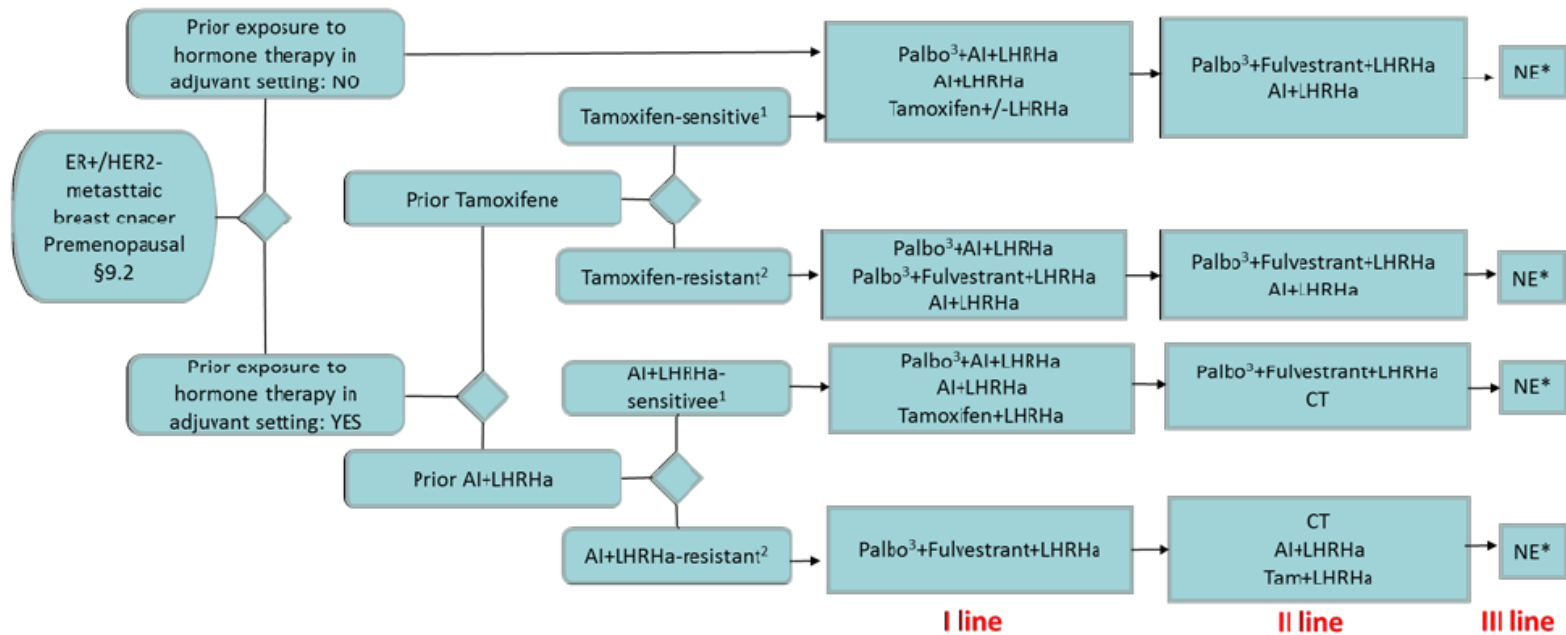 Prior exposure to
hormone therapy in
adjuvant setting: NO
ER+/HER2-
metasttaic
breast cnacer
Premenopausal
§9.2
Prior exposure to
hormone therapy in
adjuvant setting: YES
Prior Tamoxifene
Prior AI+LHRHa
Tamoxifen-sensitive¹
Tamoxifen-resistant²
AI+LHRHa-
sensitivee¹
AI+LHRHa-resistant²
Palbo³+AI+LHRHa
AI+LHRHa
Tamoxifen+/-LHRHa
Palbo³+Fulvestrant+LHRHa
AI+LHRHa
NE*
Palbo³+AI+LHRHa
Palbo³+Fulvestrant+LHRHa
AI+LHRHa
Palbo³+Fulvestrant+LHRHa
AI+LHRHa
NE*
Palbo³+AI+LHRHa
AI+LHRHa
Tamoxifen+LHRHa
Palbo³+Fulvestrant+LHRHa
CT
NE*
Palbo³+Fulvestrant+LHRHa
CT
AI+LHRHa
Tam+LHRHa
NE*
I line
II line
III line